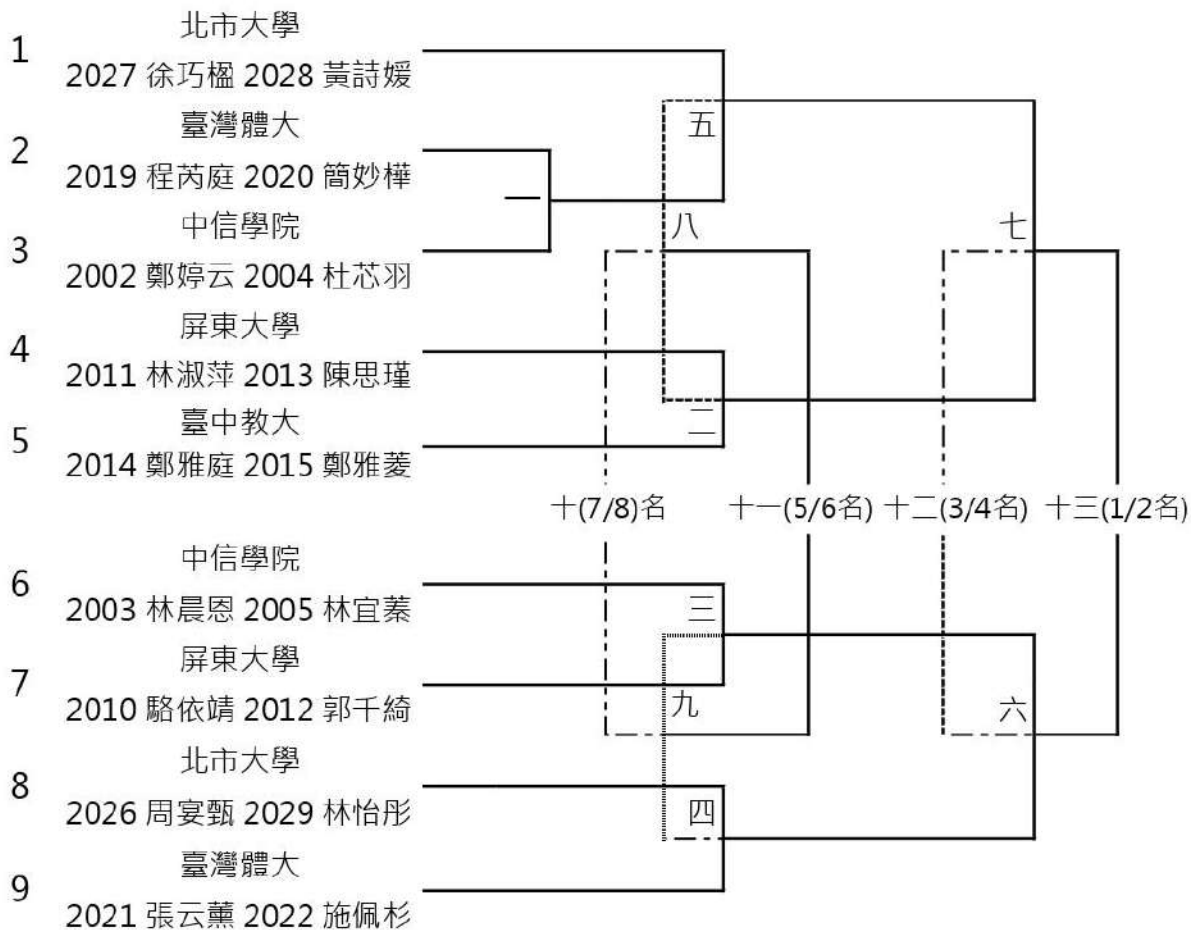 北市大學
1
2027 徐巧楹 2028 黃詩媛
臺灣體大
2
2019 程芮庭 2020 簡妙樺
中信學院
3
2002 鄭婷云 2004 杜芯羽
屏東大學
4
2011 林淑萍 2013 陳思瑾
臺中教大
5
2014 鄭雅庭 2015 鄭雅菱
一
五
八
二
七
十(7/8)名 十一(5/6名) 十二(3/4名) 十三(1/2名)
中信學院
6
2003 林晨恩 2005 林宜蓁
屏東大學
7
2010 駱依靖 2012 郭千綺
北市大學
8
2026 周宴甄 2029 林怡彤
臺灣體大
9
2021 張云薰 2022 施佩杉
三
九
四
六